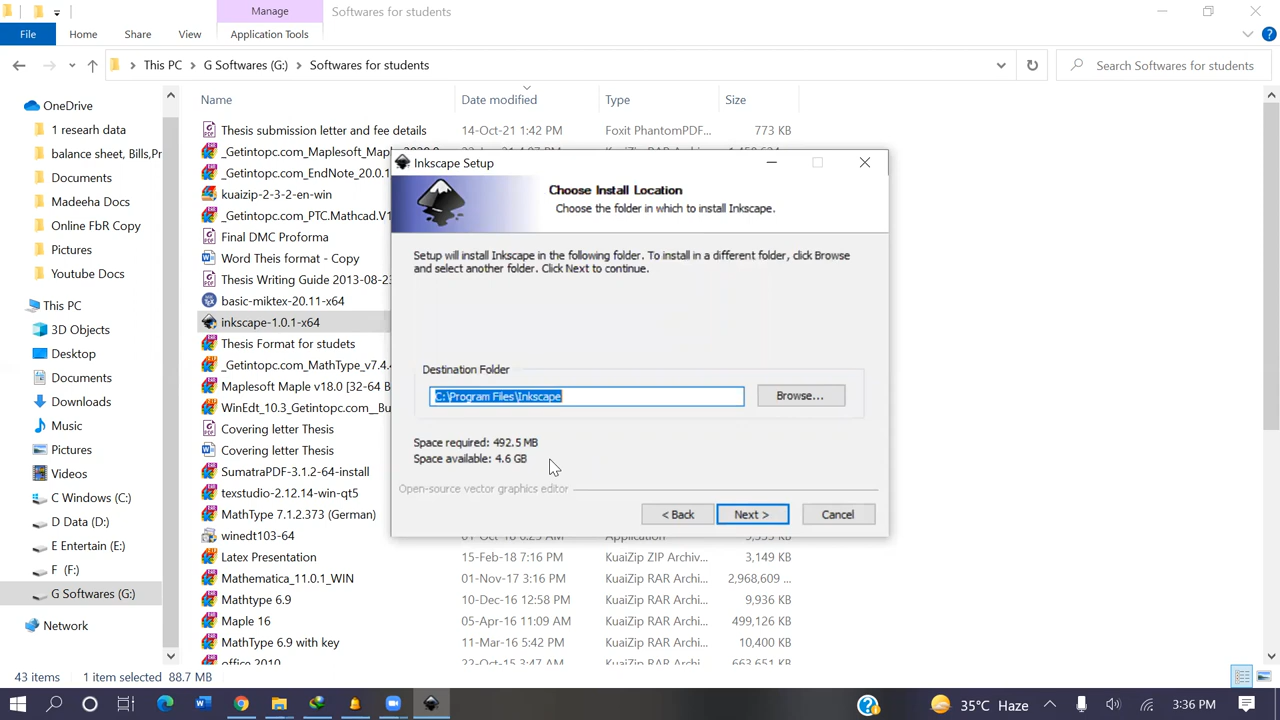 Manage
Softwares for students
File
Home
Share
View
Application Tools
This PC
G Softwares (G:)
Softwares for students
Search Softwares for students
Name
Date modified
Type
Size
OneDrive
1 researh data
balance sheet, Bills,Pr
Documents
Madeeha Docs
Online FbR Copy
Pictures
Youtube Docs
This PC
3D Objects
Desktop
Documents
Downloads
Music
Pictures
Videos
C Windows (C:)
D Data (D:)
E Entertain (E:)
F (F:)
G Softwares (G:)
Network
Thesis submission letter and fee details 14-Oct-21 1:42 PM Foxit PhantomPDF... 773 KB
_Getintopc.com_Maplesoft_
_Getintopc.com_EndNote_20.0.1
kuaizip-2-3-2-en-win
_Getintopc.com_PTC.Mathcad.V1
Final DMC Proforma
Word Theis format - Copy
Thesis Writing Guide 2013-08-23
basic-miktex-20.11-x64
inkscape-1.0.1-x64
Thesis Format for studets
_Getintopc.com_MathType_v7.4.
Maplesoft Maple v18.0 [32-64 B
WinEdt_10.3_Getintopc.com__Bu
Covering letter Thesis
Covering letter Thesis
SumatraPDF-3.1.2-64-install
texstudio-2.12.14-win-qt5
MathType 7.1.2.373 (German)
winedt103-64
Latex Presentation 15-Feb-18 7:16 PM KuaiZip ZIP Archiv... 3,149 KB
Mathematica_11.0.1_WIN 01-Nov-17 3:16 PM KuaiZip RAR Archi... 2,968,609 ...
Mathtype 6.9 10-Dec-16 12:58 PM KuaiZip RAR Archi... 9,936 KB
Maple 16 05-Apr-16 11:09 AM KuaiZip RAR Archi... 499,126 KB
MathType 6.9 with key 11-Mar-16 5:42 PM KuaiZip RAR Archi... 10,400 KB
office 2010 22-Oct-15 3:47 AM KuaiZip RAR Archi... 663,651 KB
Inkscape Setup
Choose Install Location
Choose the folder in which to install Inkscape.
Setup will install Inkscape in the following folder. To install in a different folder, click Browse
and select another folder. Click Next to continue.
Destination Folder
C:\Program Files\Inkscape
Browse...
Space required: 492.5 MB
Space available: 4.6 GB
Open-source vector graphics editor
< Back
Next >
Cancel
43 items
1 item selected 88.7 MB
35°C Haze
3:36 PM